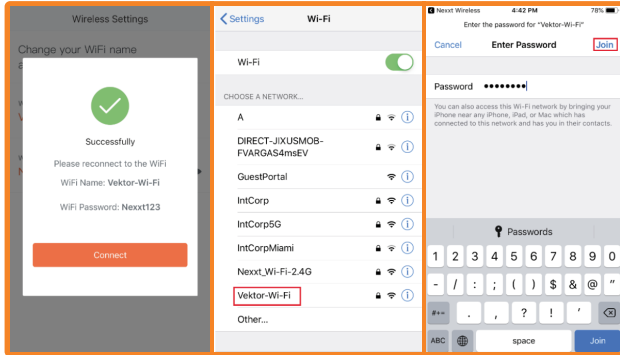 Wireless Settings
Change your WiFi name
Successfully
Please reconnect to the WiFi
WiFi Name: Vektor-Wi-Fi
WiFi Password: Nexxt123
Connect
Settings
Wi-Fi
Wi-Fi
CHOOSE A NETWORK...
A
DIRECT-JIXUSMOB-
FVARGAS4msEV
GuestPortal
IntCorp
IntCorp5G
IntCorpMiami
Nexxt_Wi-Fi-2.4G
Vektor-Wi-Fi
Other...
Nexxt Wireless 4:42 PM 78%
Enter the password for "Vektor-Wi-Fi"
Cancel Enter Password Join
Password ●●●●●●●●
You can also access this Wi-Fi network by bringing your
iPhone near any iPhone, iPad, or Mac which has
connected to this network and has you in their contacts.
Passwords
1 2 3 4 5 6 7 8 9 0
- / : ; ( ) $ & @ "
#+= . , ? ! '
ABC space Join